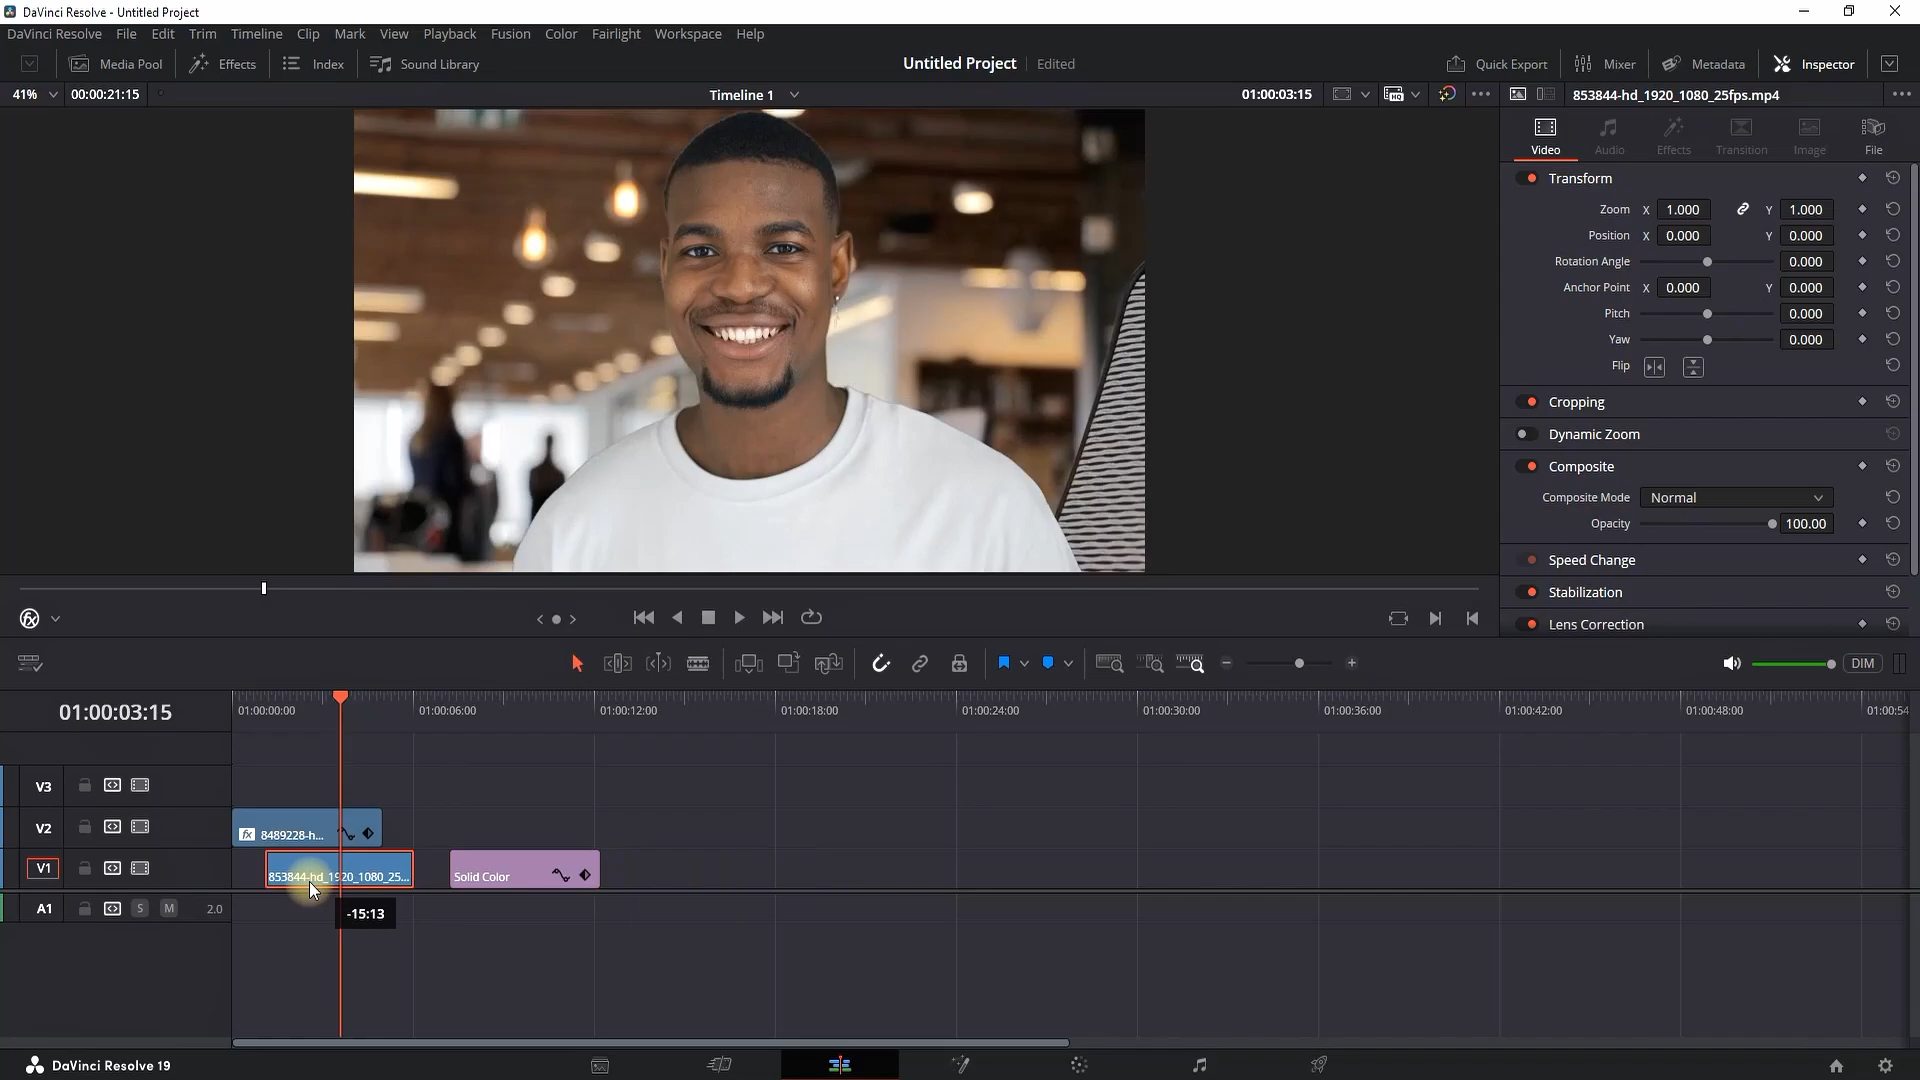 DaVinci Resolve - Untitled Project
DaVinci Resolve File Edit Trim Timeline Clip Mark View Playback Fusion Color Fairlight Workspace Help
Media Pool Effects Index Sound Library Untitled Project Edited Quick Export Mixer Metadata Inspector
41% 00:00:21:15 Timeline 1 01:00:03:15 HQ 853844-hd_1920_1080_25fps.mp4
Video Audio Effects Transition Image File
Transform
Zoom X 1.000 Y 1.000
Position X 0.000 Y 0.000
Rotation Angle 0.000
Anchor Point X 0.000 Y 0.000
Pitch 0.000
Yaw 0.000
Flip
Cropping
Dynamic Zoom
Composite
Composite Mode Normal
Opacity 100.00
Speed Change
Stabilization
Lens Correction
fx
DIM
01:00:03:15 01:00:00:00 01:00:06:00 01:00:12:00 01:00:18:00 01:00:24:00 01:00:30:00 01:00:36:00 01:00:42:00 01:00:48:00 01:00:54
V3
V2 fx 8489228-h...
V1 853844-hd_1920_1080_25... Solid Color
A1 S M 2.0 -15:13
DaVinci Resolve 19